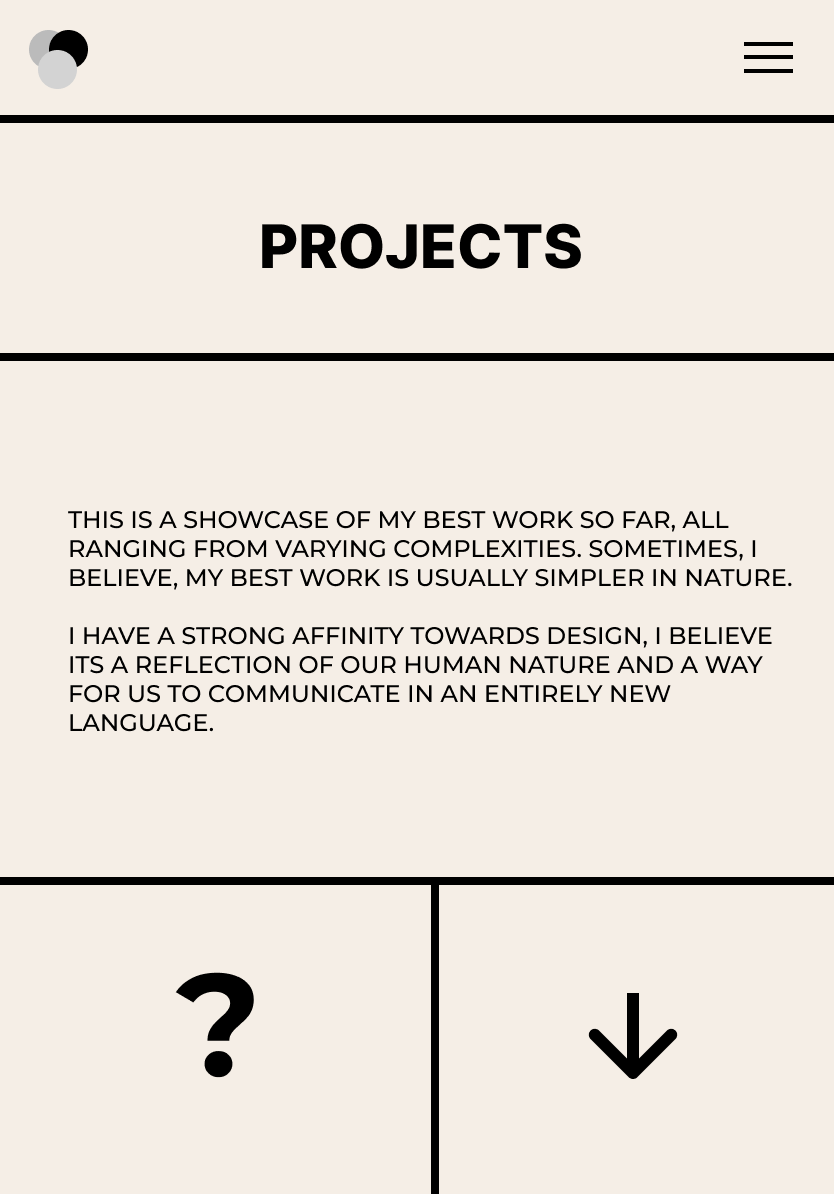 PROJECTS
THIS IS A SHOWCASE OF MY BEST WORK SO FAR, ALL
RANGING FROM VARYING COMPLEXITIES. SOMETIMES, I
BELIEVE, MY BEST WORK IS USUALLY SIMPLER IN NATURE.
I HAVE A STRONG AFFINITY TOWARDS DESIGN, I BELIEVE
ITS A REFLECTION OF OUR HUMAN NATURE AND A WAY
FOR US TO COMMUNICATE IN AN ENTIRELY NEW
LANGUAGE.
?